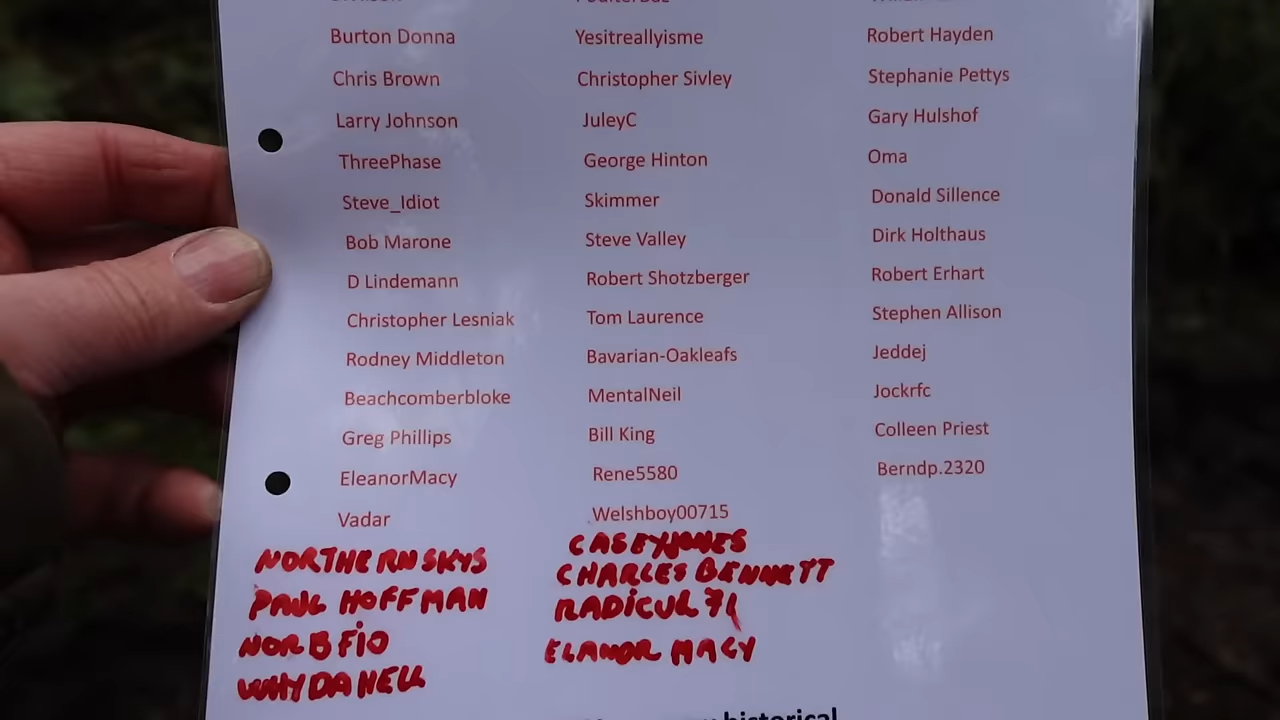 Burton Donna
Chris Brown
Larry Johnson
ThreePhase
Steve_Idiot
Bob Marone
D Lindemann
Christopher Lesniak
Rodney Middleton
Beachcomberbloke
Greg Phillips
EleanorMacy
Vadar
NORTHERNSKYS
PAUL HOFFMAN
NORBFiO
WHYDAHELL
Yesitreallyisme
Christopher Sivley
JuleyC
George Hinton
Skimmer
Steve Valley
Robert Shotzberger
Tom Laurence
Bavarian-Oakleafs
MentalNeil
Bill King
Rene5580
Welshboy00715
CASEYJONES
CHARLES BENNETT
RADiCUL71
ELANOR MACY
Robert Hayden
Stephanie Pettys
Gary Hulshof
Oma
Donald Sillence
Dirk Holthaus
Robert Erhart
Stephen Allison
Jeddej
Jockrfc
Colleen Priest
Berndp.2320
historical